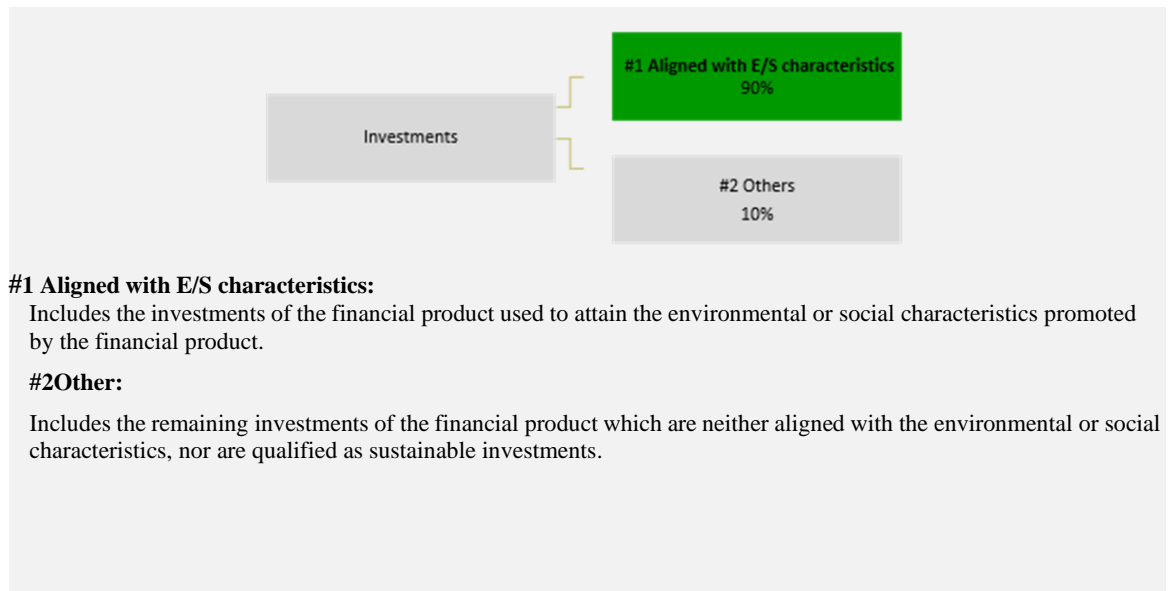 #1 Aligned with E/S characteristics
90%
Investments
#2 Others
10%
#1 Aligned with E/S characteristics:
Includes the investments of the financial product used to attain the environmental or social characteristics promoted
by the financial product.
#2Other:
Includes the remaining investments of the financial product which are neither aligned with the environmental or social
characteristics, nor are qualified as sustainable investments.